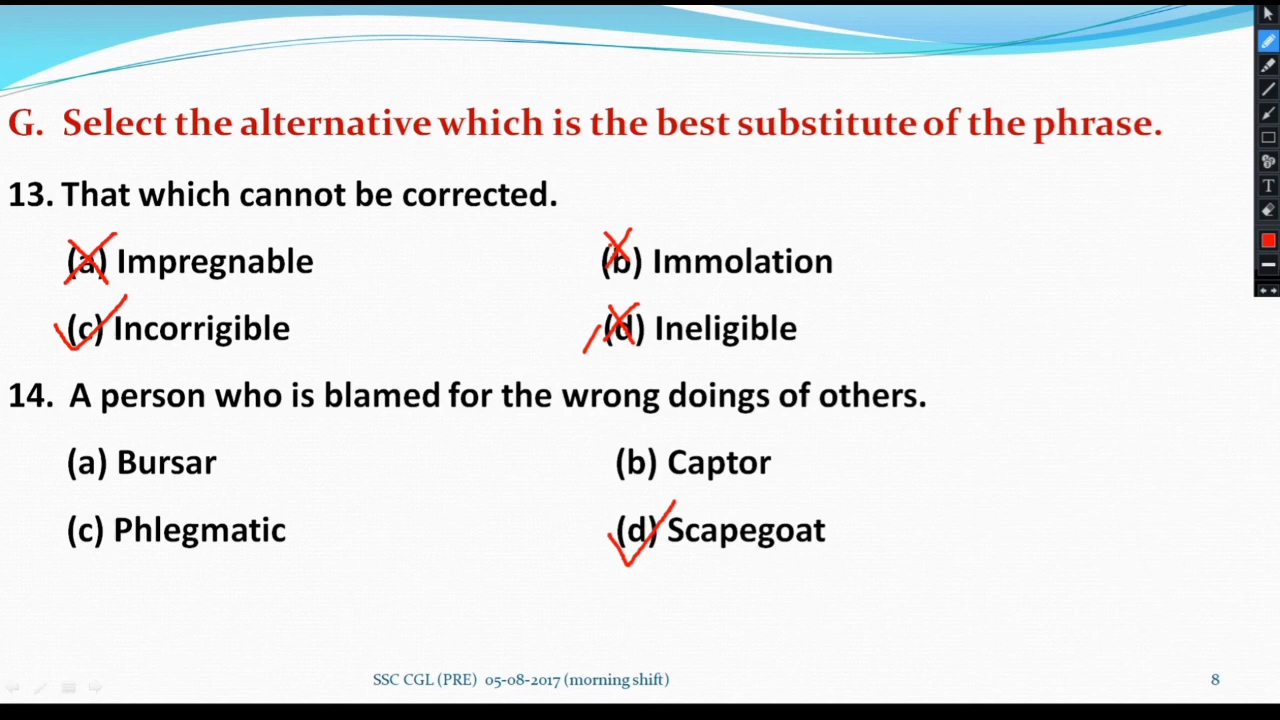 G. Select the alternative which is the best substitute of the phrase.
13. That which cannot be corrected.
(a) Impregnable (b) Immolation
(c) Incorrigible (d) Ineligible
14. A person who is blamed for the wrong doings of others.
(a) Bursar (b) Captor
(c) Phlegmatic (d) Scapegoat
SSC CGL (PRE) 05-08-2017 (morning shift) 8